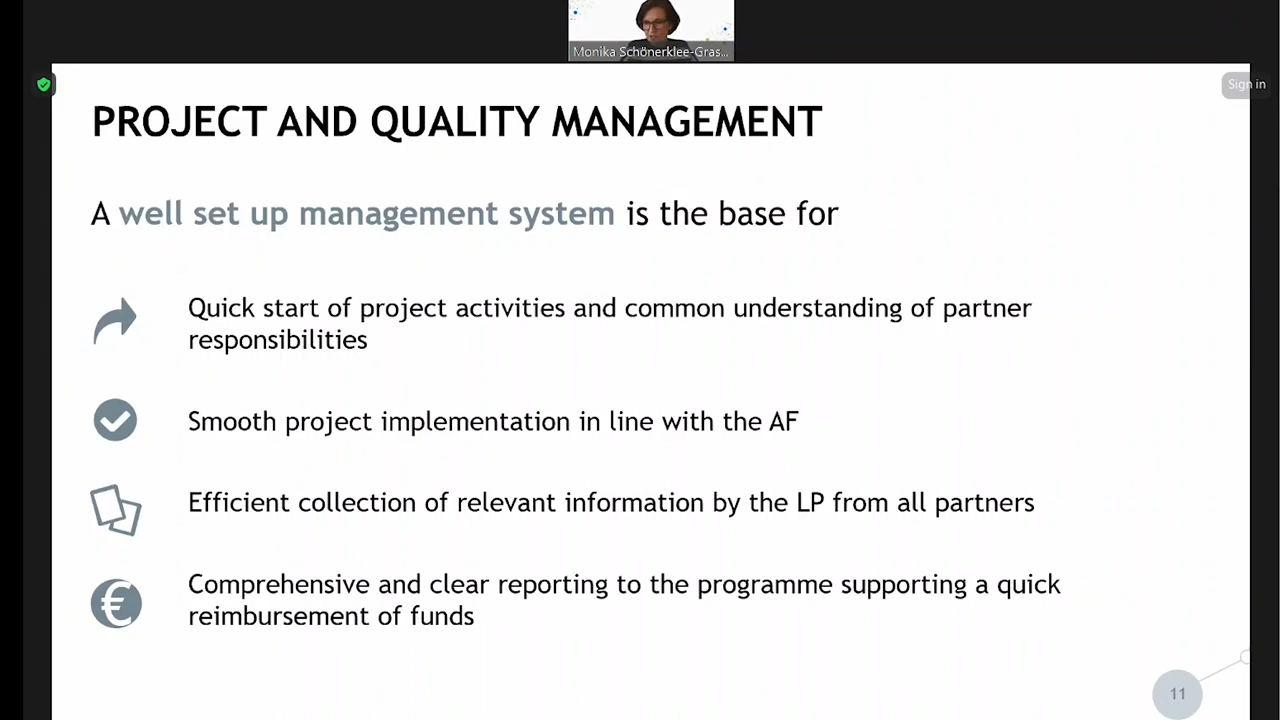 Monika Schönerklee-Gras...
Sign in
PROJECT AND QUALITY MANAGEMENT
A well set up management system is the base for
Quick start of project activities and common understanding of partner
responsibilities
Smooth project implementation in line with the AF
Efficient collection of relevant information by the LP from all partners
€
Comprehensive and clear reporting to the programme supporting a quick
reimbursement of funds
11